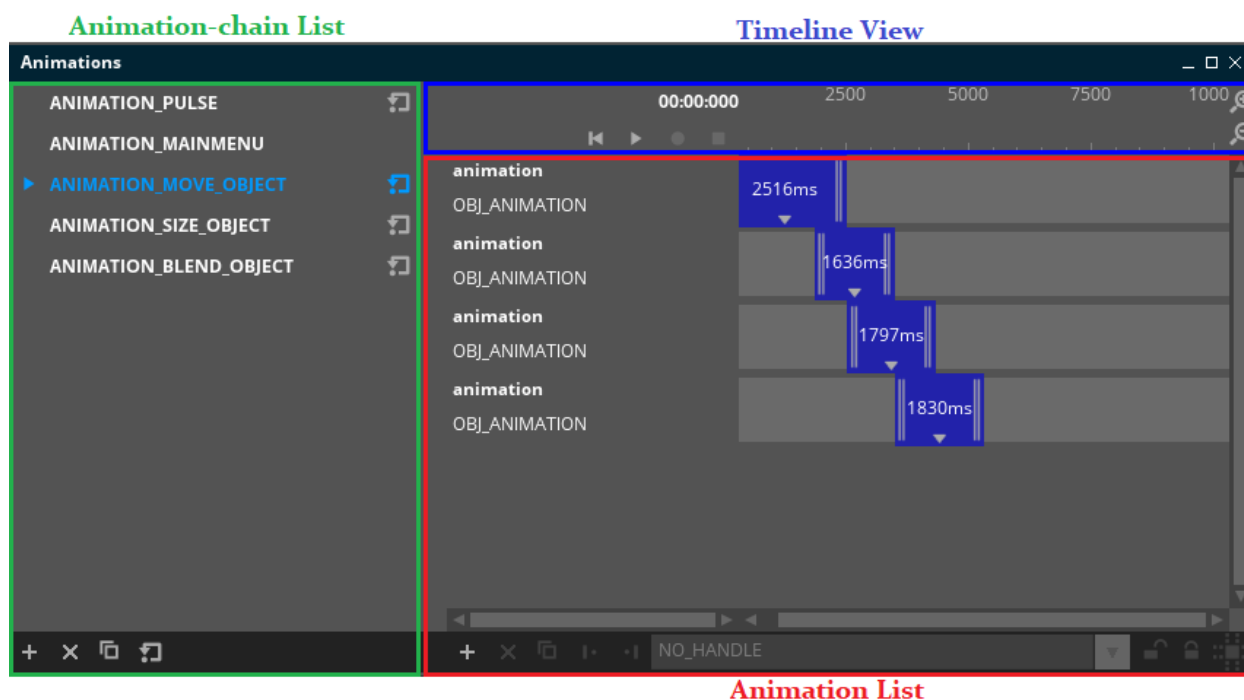 Animation-chain List
Timeline View
Animations
ANIMATION_PULSE
ANIMATION_MAINMENU
ANIMATION_MOVE_OBJECT
ANIMATION_SIZE_OBJECT
ANIMATION_BLEND_OBJECT
00:00:000
2500 5000 7500 1000
animation
OBJ_ANIMATION
2516ms
animation
OBJ_ANIMATION
1636ms
animation
OBJ_ANIMATION
1797ms
animation
OBJ_ANIMATION
1830ms
NO_HANDLE
Animation List